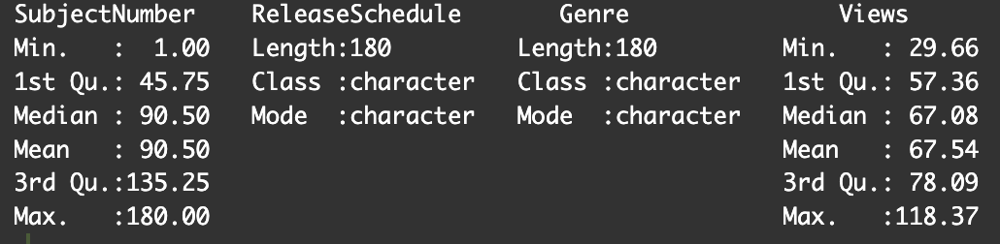 SubjectNumber    ReleaseSchedule       Genre               Views
Min.   :  1.00   Length:180         Length:180         Min.   : 29.66
1st Qu.: 45.75   Class :character   Class :character   1st Qu.: 57.36
Median : 90.50   Mode  :character   Mode  :character   Median : 67.08
Mean   : 90.50                                         Mean   : 67.54
3rd Qu.:135.25                                         3rd Qu.: 78.09
Max.   :180.00                                         Max.   :118.37